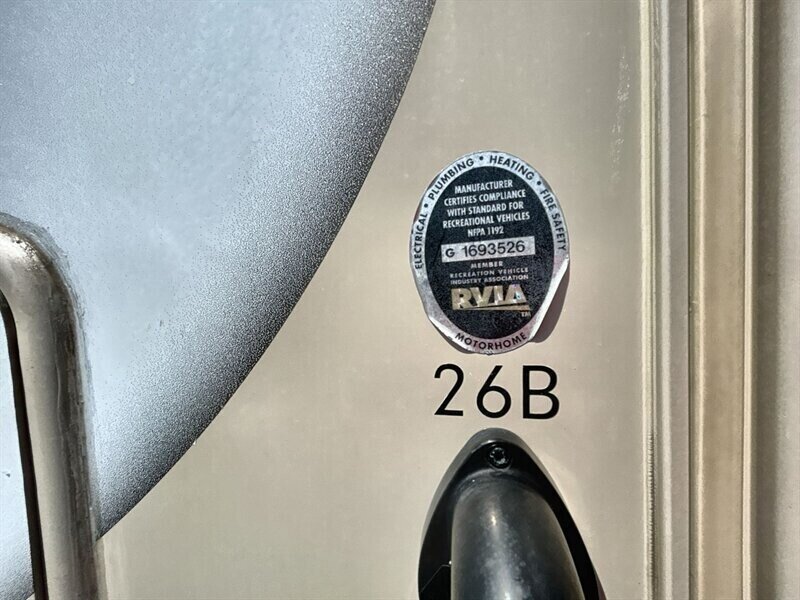 ELECTRICAL • PLUMBING • HEATING • FIRE SAFETY
MANUFACTURER
CERTIFIES COMPLIANCE
WITH STANDARD FOR
RECREATIONAL VEHICLES
NFPA 1192
G 1693526
MEMBER
RECREATION VEHICLE
INDUSTRY ASSOCIATION
RVIA
TM
MOTORHOME
26B